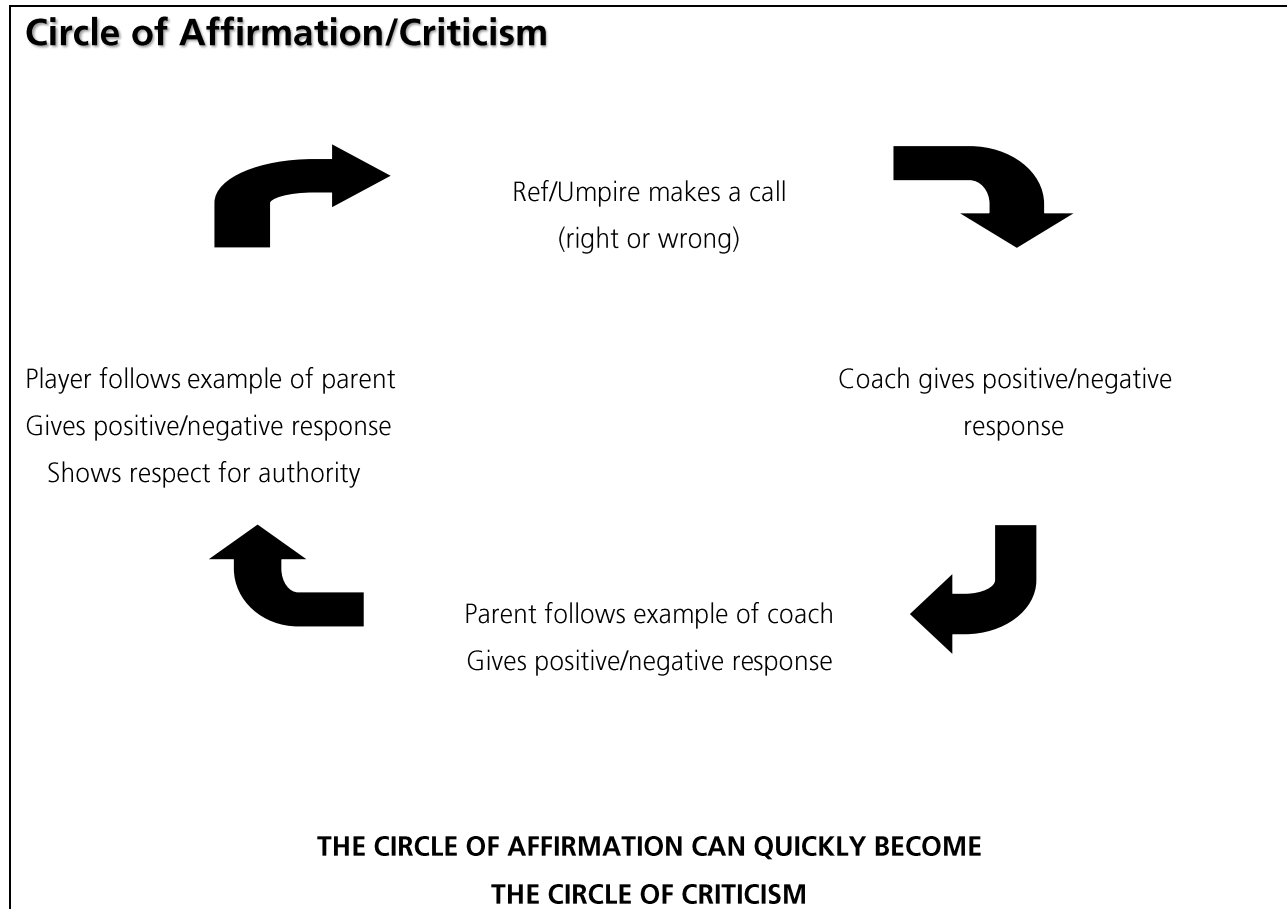 Circle of Affirmation/Criticism
Ref/Umpire makes a call
(right or wrong)
Coach gives positive/negative
response
Parent follows example of coach
Gives positive/negative response
Player follows example of parent
Gives positive/negative response
Shows respect for authority
THE CIRCLE OF AFFIRMATION CAN QUICKLY BECOME
THE CIRCLE OF CRITICISM